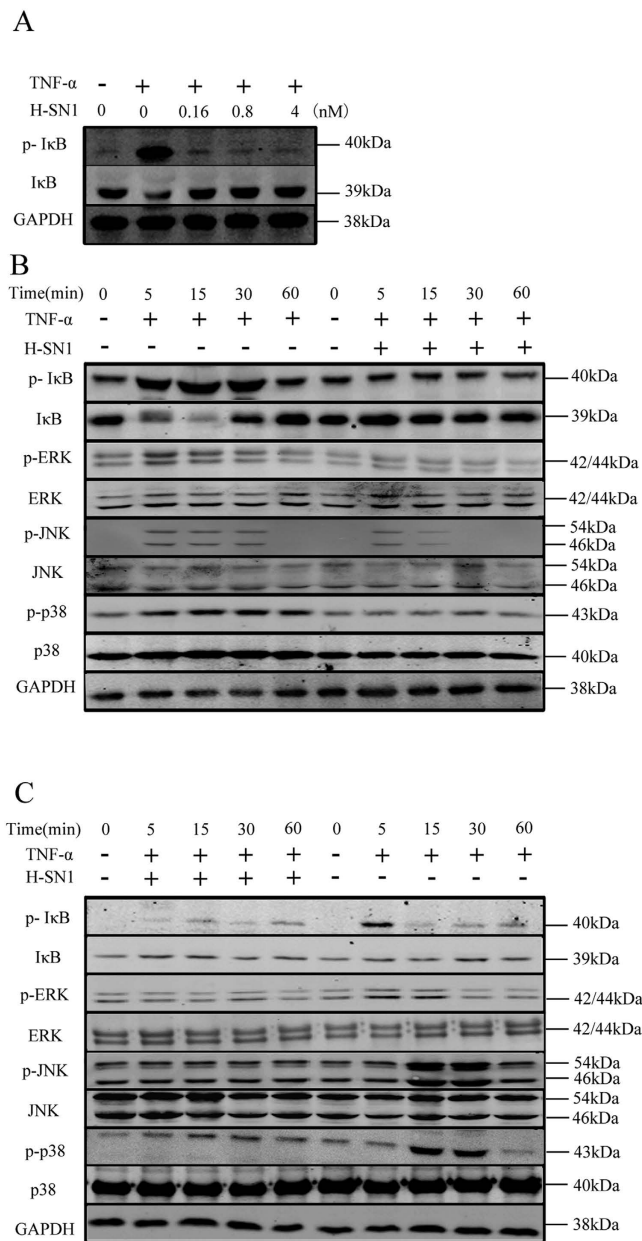 A
TNF-α - + + + +
H-SN1 0 0 0.16 0.8 4 (nM)
p- IκB 40kDa
IκB 39kDa
GAPDH 38kDa
B
Time(min) 0 5 15 30 60 0 5 15 30 60
TNF-α - + + + + - + + + +
H-SN1 - - - - - - + + + +
p- IκB 40kDa
IκB 39kDa
p-ERK 42/44kDa
ERK 42/44kDa
p-JNK 54kDa
46kDa
JNK 54kDa
46kDa
p-p38 43kDa
p38 40kDa
GAPDH 38kDa
C
Time(min) 0 5 15 30 60 0 5 15 30 60
TNF-α - + + + + - + + + +
H-SN1 - + + + + - - - - -
p- IκB 40kDa
IκB 39kDa
p-ERK 42/44kDa
ERK 42/44kDa
p-JNK 54kDa
46kDa
JNK 54kDa
46kDa
p-p38 43kDa
p38 40kDa
GAPDH 38kDa